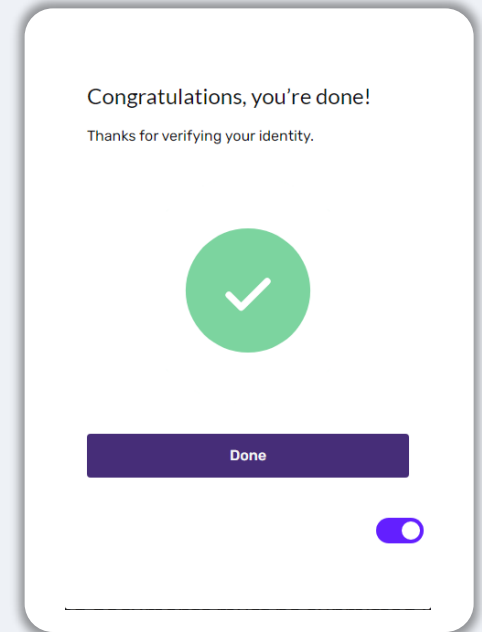 Congratulations, you’re done!
Thanks for verifying your identity.
Done